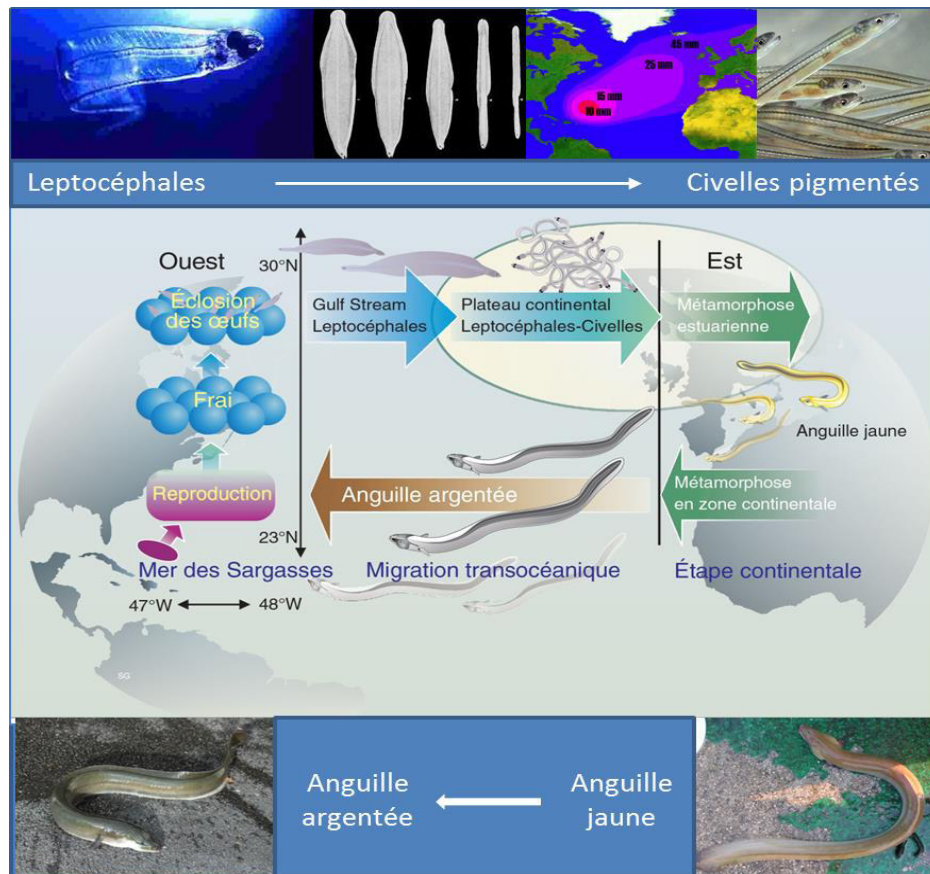 45 mm
25 mm
15 mm
10 mm
Leptocéphales
Civelles pigmentés
Ouest
30°N
Est
Éclosion
des œufs
Gulf Stream
Leptocéphales
Plateau continental
Leptocéphales-Civelles
Métamorphose
estuarienne
Frai
Anguille jaune
Reproduction
Anguille argentée
Métamorphose
en zone continentale
23°N
Mer des Sargasses
Migration transocéanique
Étape continentale
47°W
48°W
SG
Anguille
argentée
Anguille
jaune